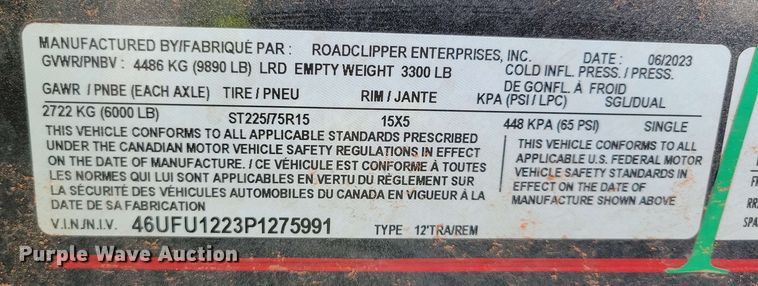 MANUFACTURED BY/FABRIQUÉ PAR : ROADCLIPPER ENTERPRISES, INC. DATE : 06/2023
GVWR/PNBV : 4486 KG (9890 LB) LRD EMPTY WEIGHT 3300 LB COLD INFL. PRESS. / PRESS.
DE GONFL. À FROID
GAWR / PNBE (EACH AXLE) TIRE / PNEU RIM / JANTE KPA (PSI / LPC) SGL/DUAL
2722 KG (6000 LB) ST225/75R15 15X5 448 KPA (65 PSI) SINGLE
THIS VEHICLE CONFORMS TO ALL APPLICABLE STANDARDS PRESCRIBED
UNDER THE CANADIAN MOTOR VEHICLE SAFETY REGULATIONS IN EFFECT
ON THE DATE OF MANUFACTURE. / CE VÉHICULE EST CONFORME À TOUTES
LES NORMES QUI LUI SONT APPLICABLES EN VERTU DU RÈGLEMENT SUR
LA SÉCURITÉ DES VÉHICULES AUTOMOBILES DU CANADA EN VIGUEUR À LA
DATE DE SA FABRICATION
THIS VEHICLE CONFORMS TO ALL
APPLICABLE U.S. FEDERAL MOTOR
VEHICLE SAFETY STANDARDS IN
EFFECT ON THE DATE OF
MANUFACTURE SHOWN ABOVE.
V.I.N./N.I.V. 46UFU1223P1275991 TYPE 12'TRA/REM
Purple Wave Auction
F
RR
SPA